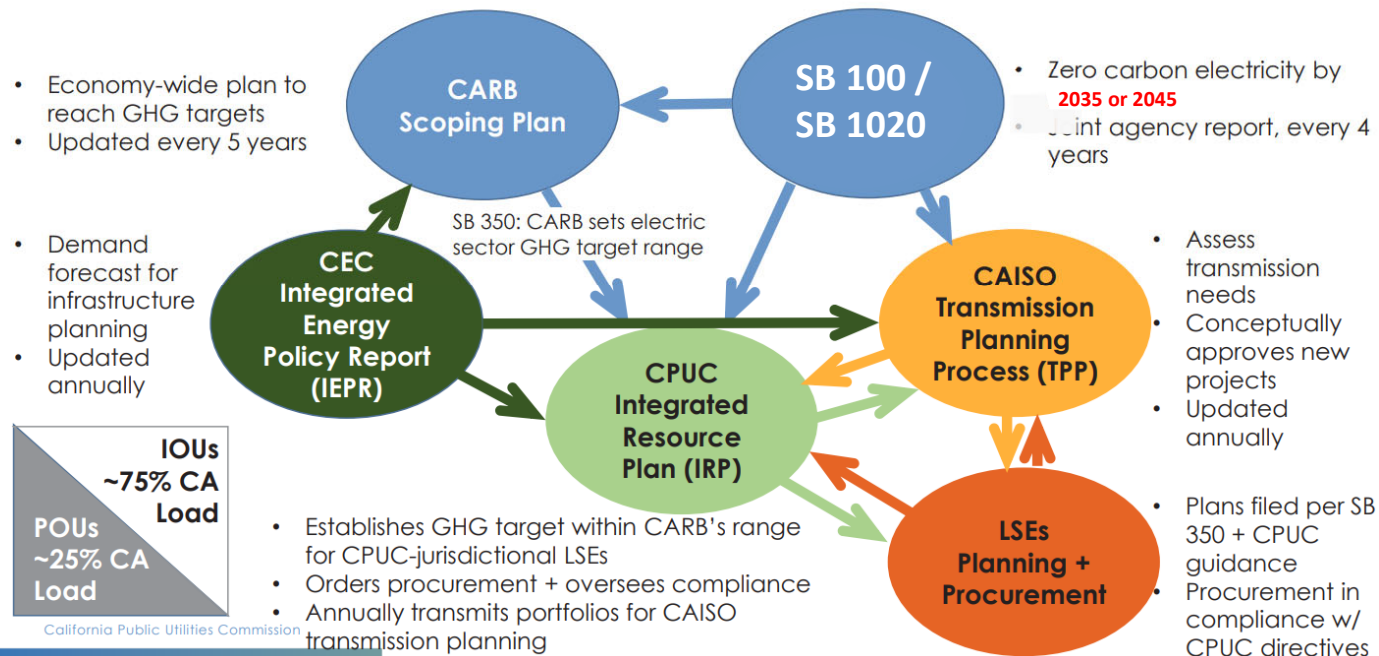 • Economy-wide plan to
reach GHG targets
• Updated every 5 years
CARB
Scoping Plan
SB 100 /
SB 1020
• Zero carbon electricity by
2035 or 2045
• Joint agency report, every 4
years
SB 350: CARB sets electric
sector GHG target range
• Demand
forecast for
infrastructure
planning
• Updated
annually
CEC
Integrated
Energy
Policy Report
(IEPR)
CAISO
Transmission
Planning
Process (TPP)
• Assess
transmission
needs
• Conceptually
approves new
projects
• Updated
annually
CPUC
Integrated
Resource
Plan (IRP)
IOUs
~75% CA
Load
POUs
~25% CA
Load
• Establishes GHG target within CARB’s range
for CPUC-jurisdictional LSEs
• Orders procurement + oversees compliance
• Annually transmits portfolios for CAISO
transmission planning
LSEs
Planning +
Procurement
• Plans filed per SB
350 + CPUC
guidance
• Procurement in
compliance w/
CPUC directives
California Public Utilities Commission